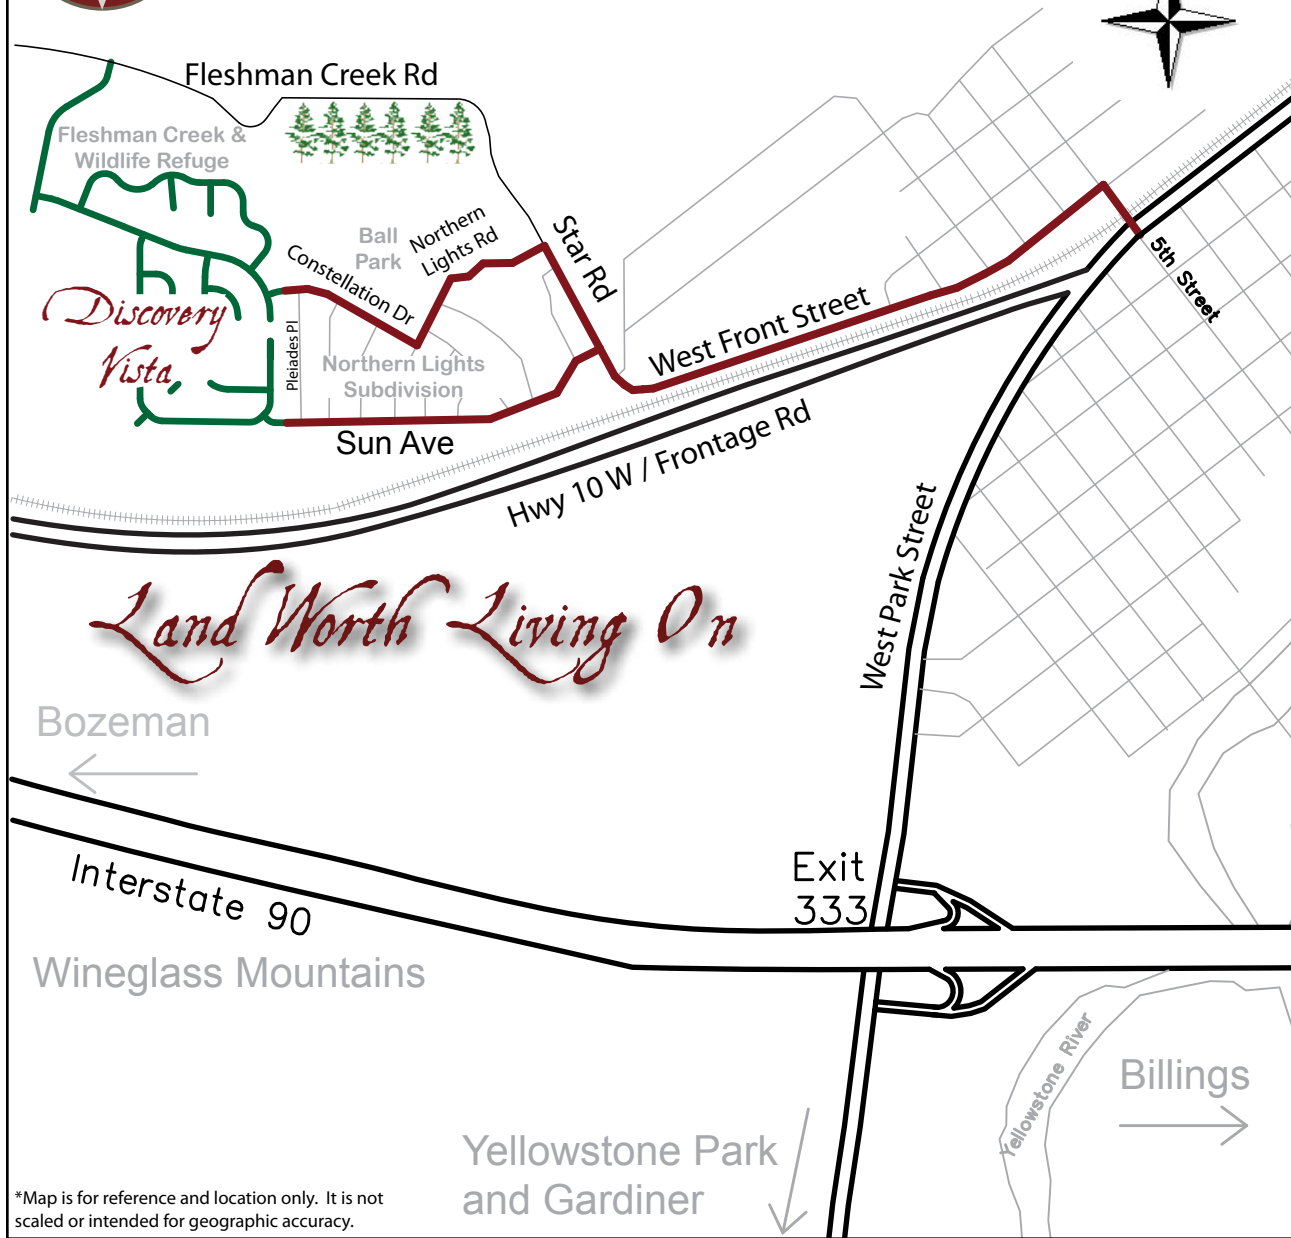 Fleshman Creek Rd
Fleshman Creek &
Wildlife Refuge
Ball
Park
Northern
Lights Rd
Star Rd
Constellation Dr
5th Street
Discovery
Vista
Pleiades Pl
West Front Street
Northern Lights
Subdivision
Sun Ave
Hwy 10 W / Frontage Rd
West Park Street
Land Worth Living On
Bozeman
Interstate 90
Exit
333
Wineglass Mountains
Yellowstone River
Billings
Yellowstone Park
and Gardiner
*Map is for reference and location only.  It is not
scaled or intended for geographic accuracy.